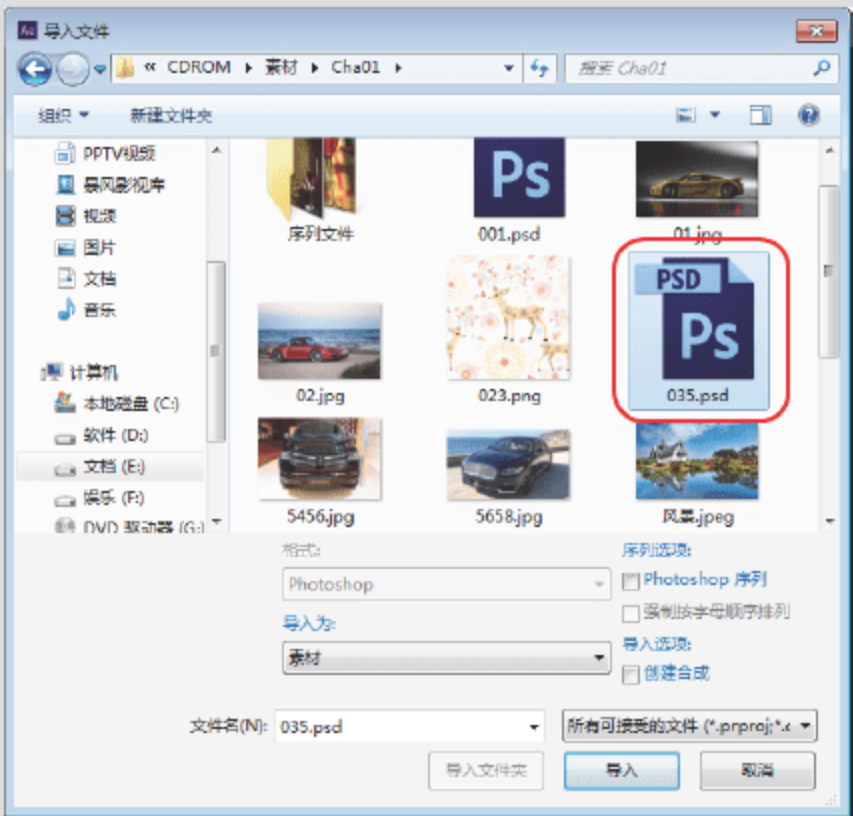 导入文件
« CDROM ▸ 素材 ▸ Cha01 ▸
搜索 Cha01
组织 ▼ 新建文件夹
PPTV视频
暴风影视库
视频
图片
文档
音乐
计算机
本地磁盘 (C:)
软件 (D:)
文档 (E:)
娱乐 (F:)
DVD 驱动器 (G:)
Ps
序列文件 001.psd 01.jpg
PSD
Ps
02.jpg 023.png 035.psd
5456.jpg 5658.jpg 风景.jpeg
格式:
Photoshop
导入为:
素材
序列选项:
Photoshop 序列
强制按字母顺序排列
导入选项:
创建合成
文件名(N): 035.psd 所有可接受的文件 (*.prproj;*.c
导入文件夹 导入 取消